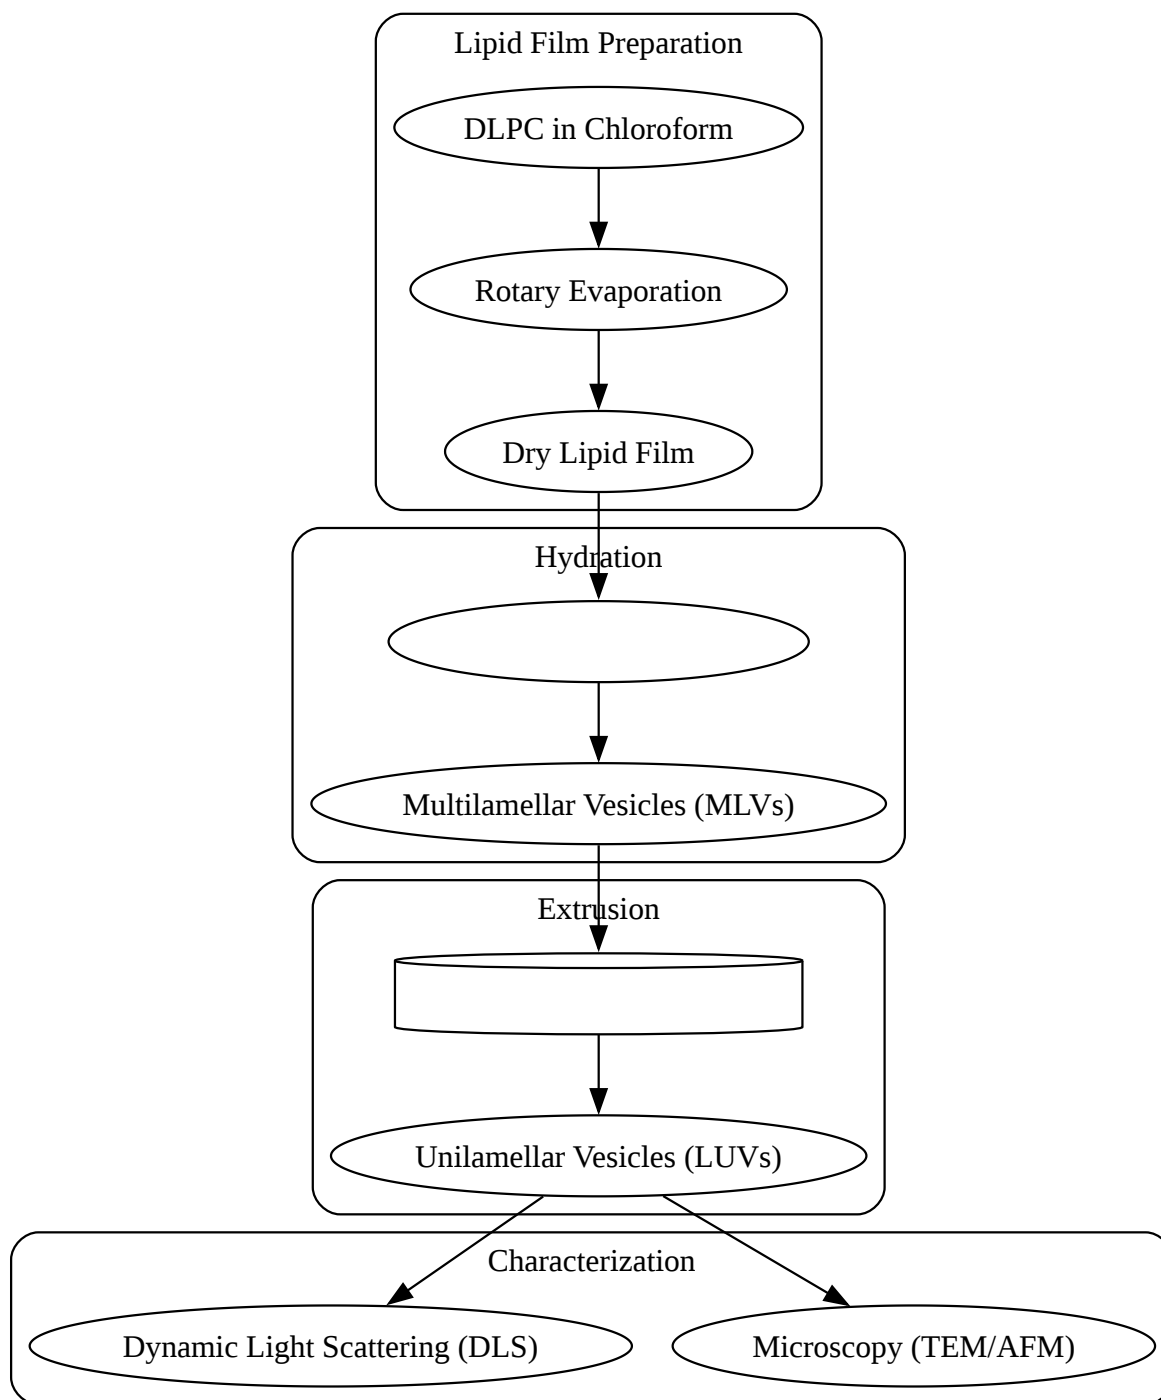 Lipid Film Preparation
DLPC in Chloroform
Rotary Evaporation
Dry Lipid Film
Hydration
Multilamellar Vesicles (MLVs)
Extrusion
Unilamellar Vesicles (LUVs)
Characterization
Dynamic Light Scattering (DLS)
Microscopy (TEM/AFM)